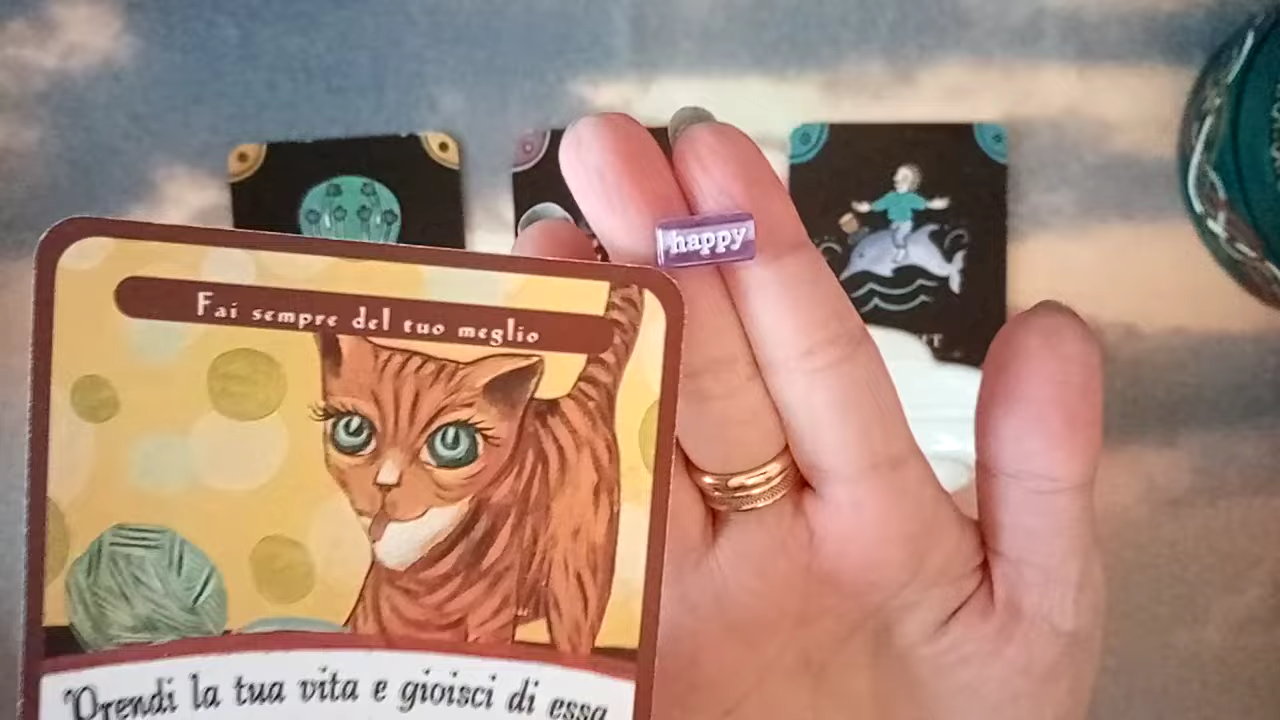 Fai sempre del tuo meglio
happy
Prendi la tua vita e gioisci di essa